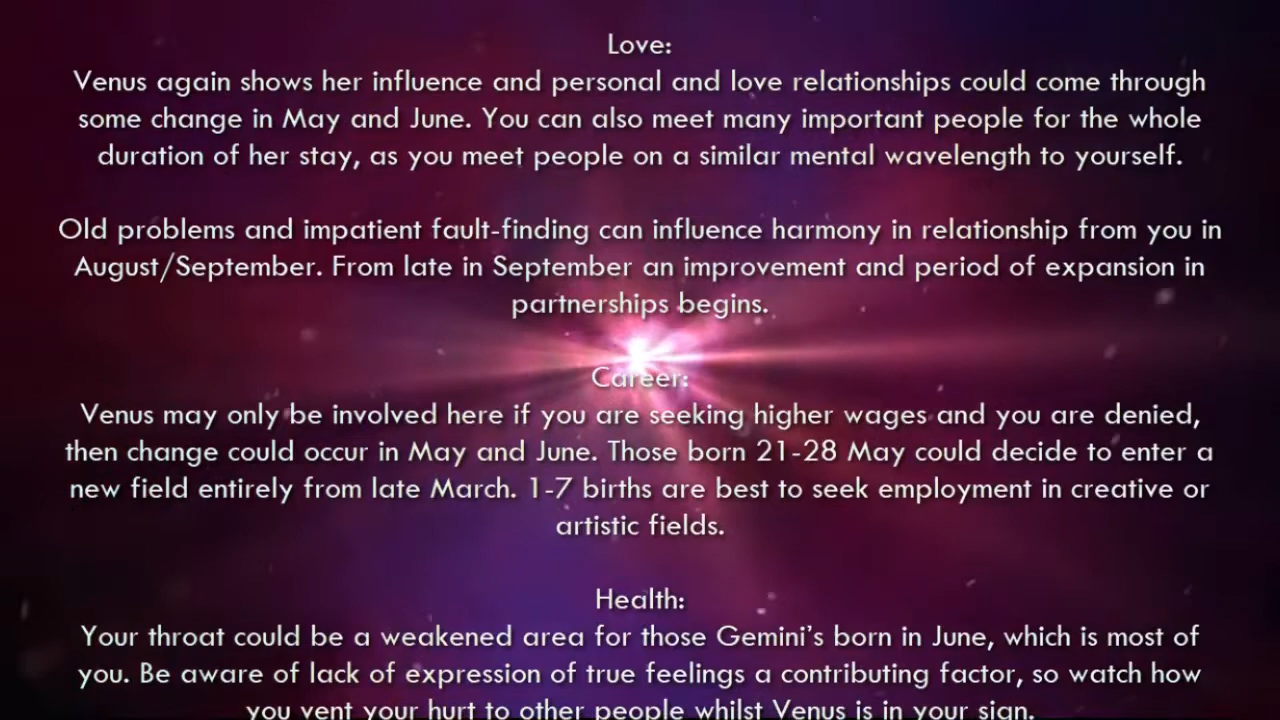 Love:
Venus again shows her influence and personal and love relationships could come through
some change in May and June. You can also meet many important people for the whole
duration of her stay, as you meet people on a similar mental wavelength to yourself.
Old problems and impatient fault-finding can influence harmony in relationship from you in
August/September. From late in September an improvement and period of expansion in
partnerships begins.
Career:
Venus may only be involved here if you are seeking higher wages and you are denied,
then change could occur in May and June. Those born 21-28 May could decide to enter a
new field entirely from late March. 1-7 births are best to seek employment in creative or
artistic fields.
Health:
Your throat could be a weakened area for those Gemini’s born in June, which is most of
you. Be aware of lack of expression of true feelings a contributing factor, so watch how
you vent your hurt to other people whilst Venus is in your sign.